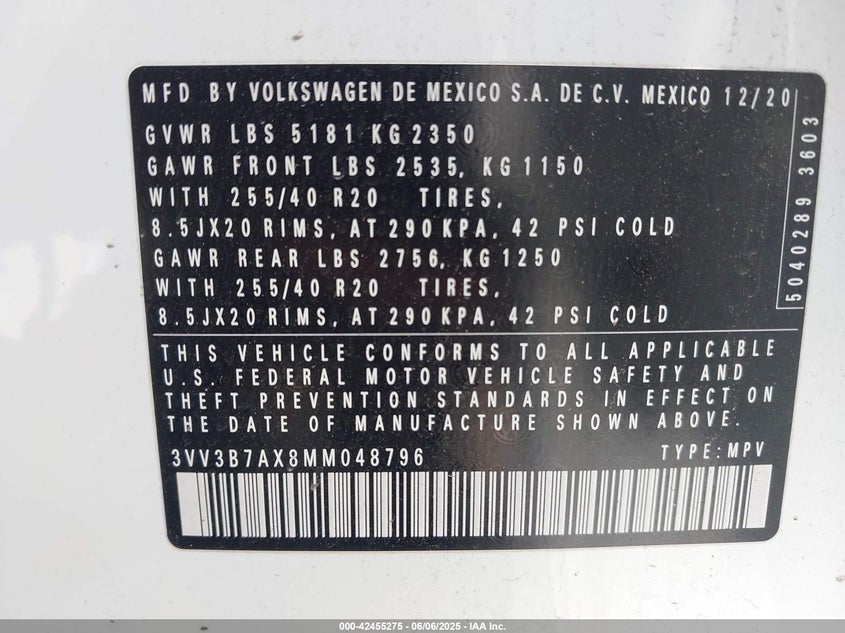 MFD BY VOLKSWAGEN DE MEXICO S.A. DE C.V. MEXICO 12/20
GVWR LBS 5181 KG 2350
GAWR FRONT LBS 2535, KG 1150
WITH 255/40 R20 TIRES,
8.5JX20 RIMS, AT 290 KPA, 42 PSI COLD
GAWR REAR LBS 2756, KG 1250
WITH 255/40 R20 TIRES,
8.5JX20 RIMS, AT 290 KPA, 42 PSI COLD
5040289 3603
THIS VEHICLE CONFORMS TO ALL APPLICABLE
U.S. FEDERAL MOTOR VEHICLE SAFETY AND
THEFT PREVENTION STANDARDS IN EFFECT ON
THE DATE OF MANUFACTURE SHOWN ABOVE.
3VV3B7AX8MM048796 TYPE: MPV
000-42455275 - 06/06/2025 - IAA Inc.